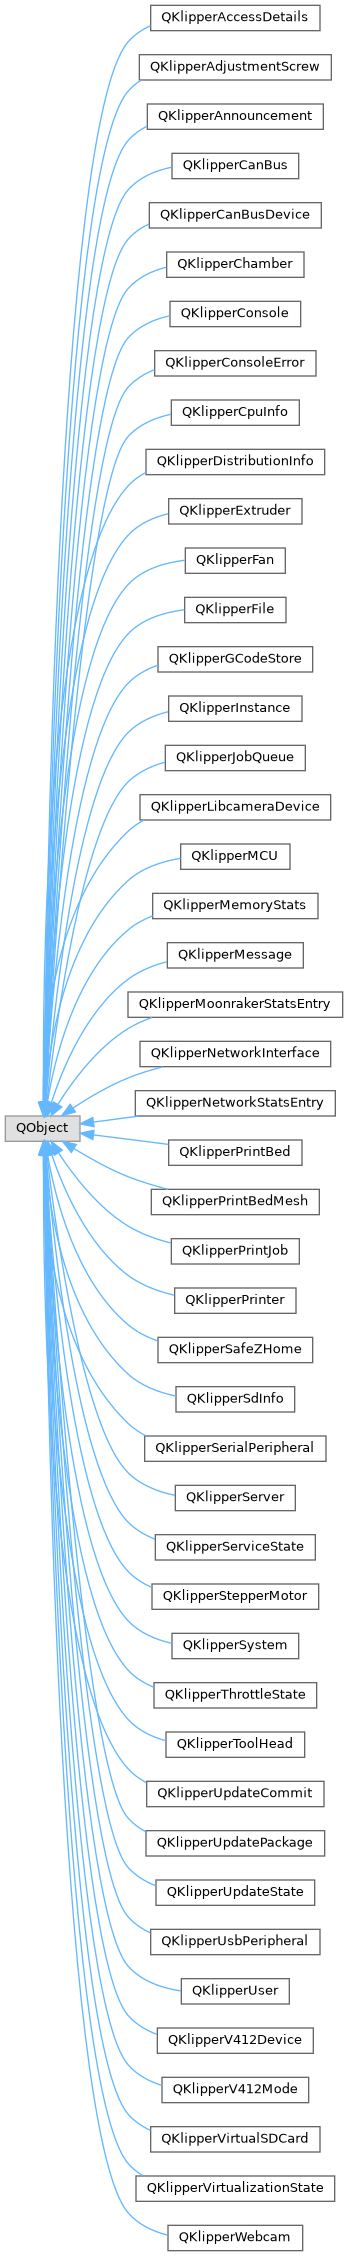 QKlipperAccessDetails
QKlipperAdjustmentScrew
QKlipperAnnouncement
QKlipperCanBus
QKlipperCanBusDevice
QKlipperChamber
QKlipperConsole
QKlipperConsoleError
QKlipperCpuInfo
QKlipperDistributionInfo
QKlipperExtruder
QKlipperFan
QKlipperFile
QKlipperGCodeStore
QKlipperInstance
QKlipperJobQueue
QKlipperLibcameraDevice
QKlipperMCU
QKlipperMemoryStats
QKlipperMessage
QKlipperMoonrakerStatsEntry
QKlipperNetworkInterface
QKlipperNetworkStatsEntry
QObject
QKlipperPrintBed
QKlipperPrintBedMesh
QKlipperPrintJob
QKlipperPrinter
QKlipperSafeZHome
QKlipperSdInfo
QKlipperSerialPeripheral
QKlipperServer
QKlipperServiceState
QKlipperStepperMotor
QKlipperSystem
QKlipperThrottleState
QKlipperToolHead
QKlipperUpdateCommit
QKlipperUpdatePackage
QKlipperUpdateState
QKlipperUsbPeripheral
QKlipperUser
QKlipperV412Device
QKlipperV412Mode
QKlipperVirtualSDCard
QKlipperVirtualizationState
QKlipperWebcam